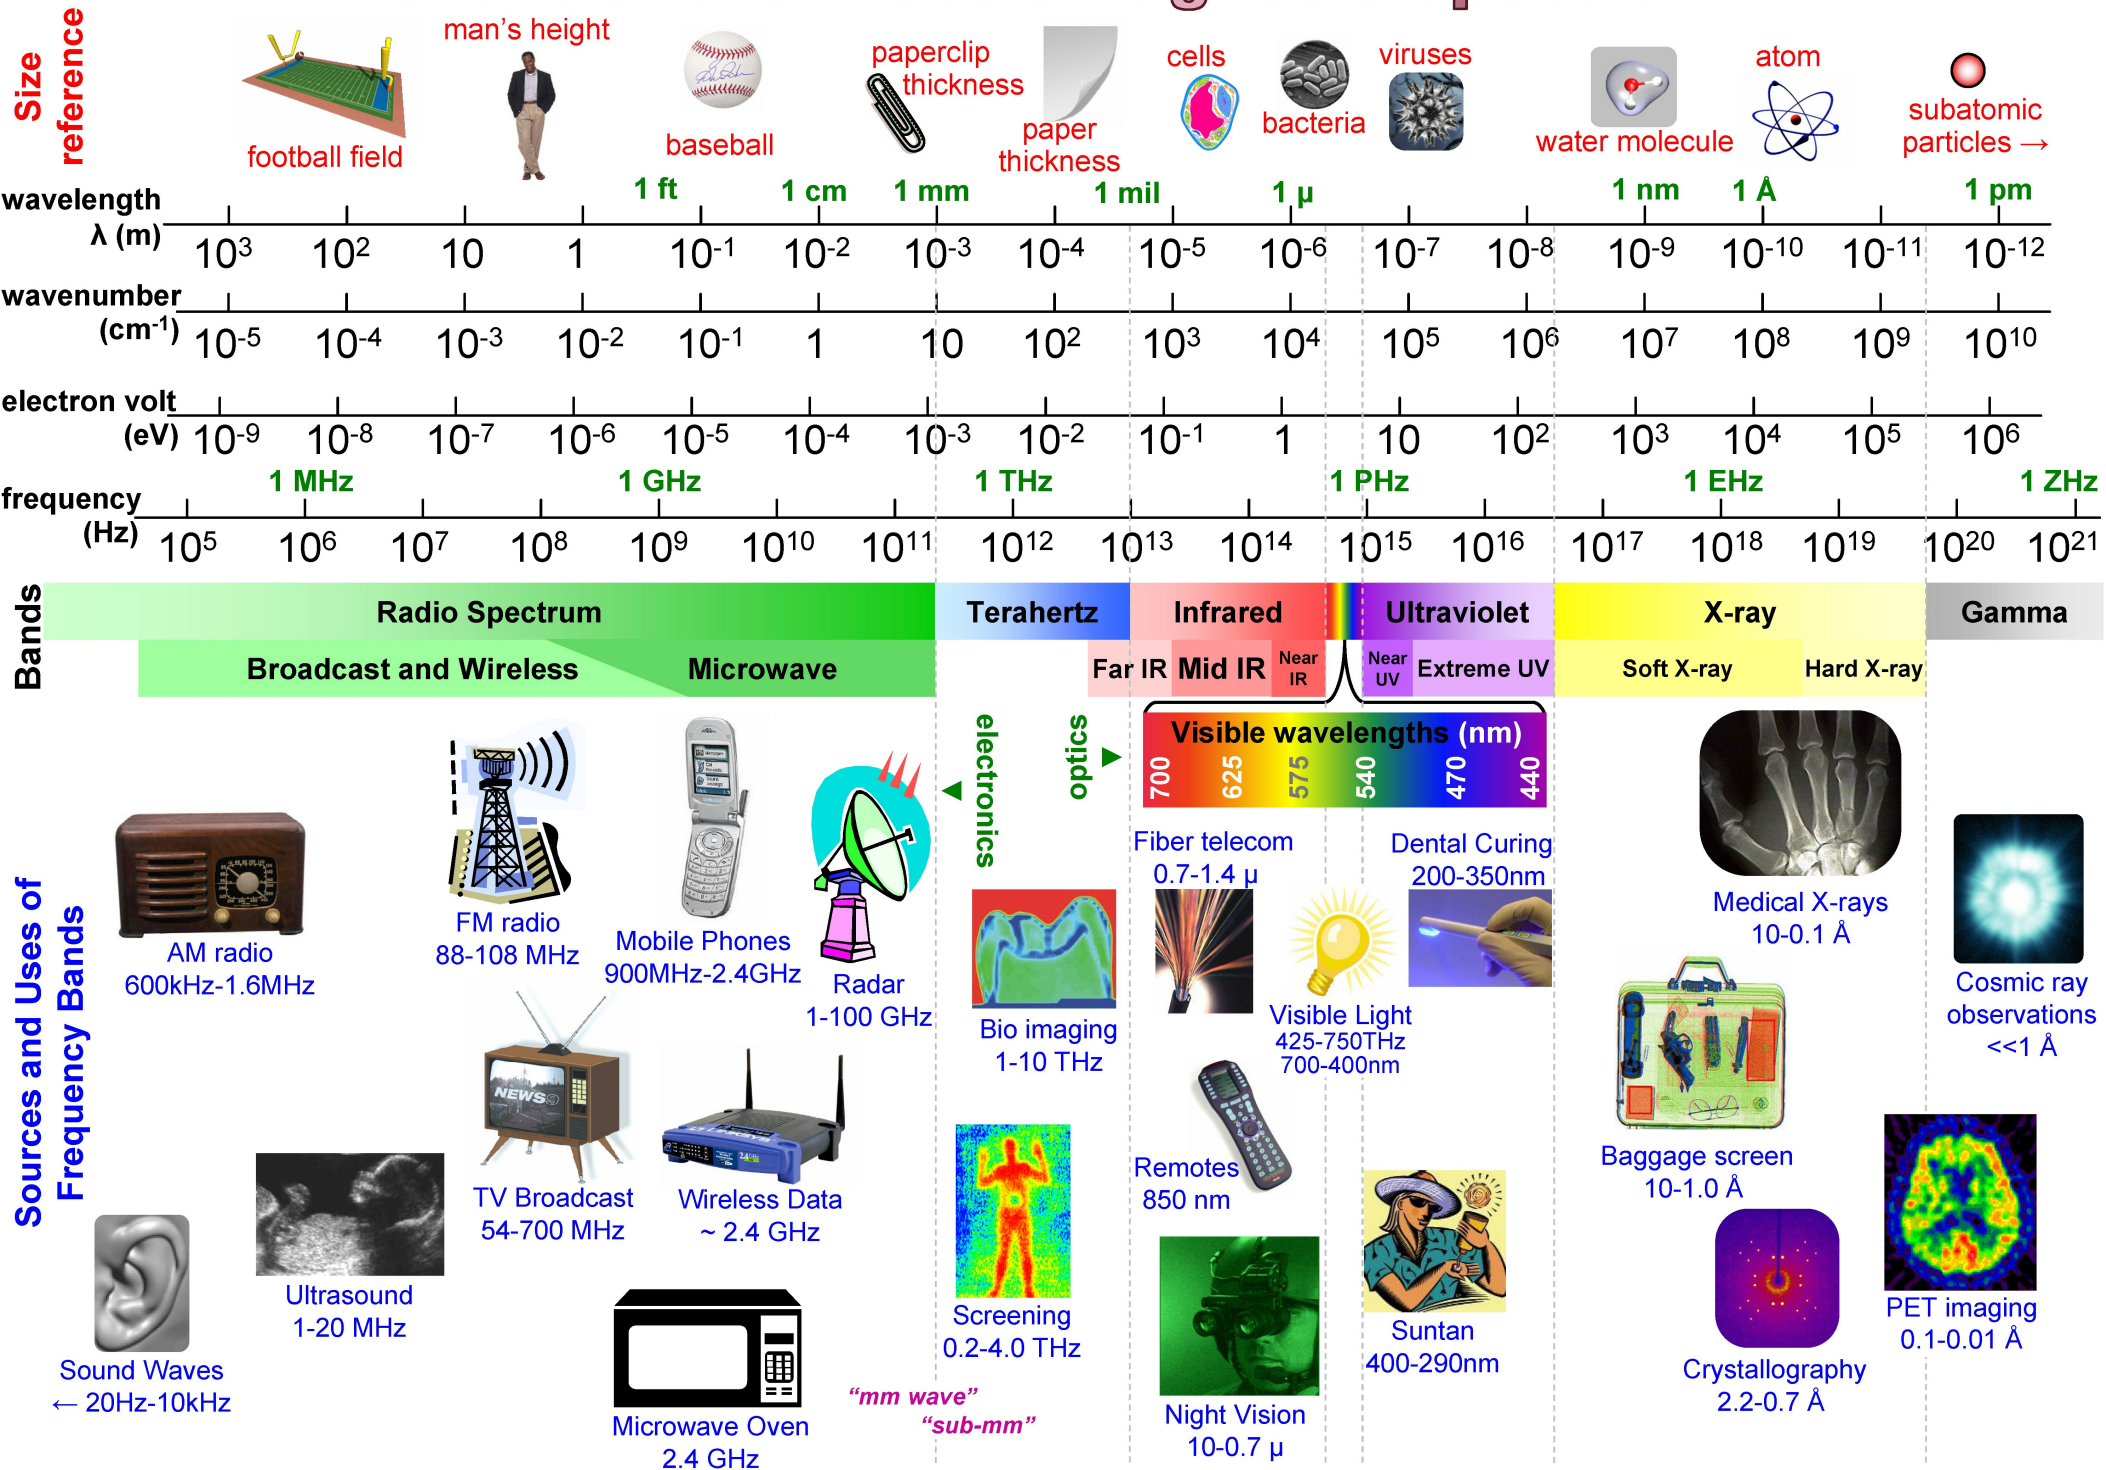 Size
reference
football field
man's height
baseball
paperclip
thickness
paper
thickness
cells
bacteria
viruses
water molecule
atom
subatomic
particles →
1 ft
1 cm
1 mm
1 mil
1 µ
1 nm
1 Å
1 pm
wavelength
λ (m)
10³ 10² 10 1 10⁻¹ 10⁻² 10⁻³ 10⁻⁴ 10⁻⁵ 10⁻⁶ 10⁻⁷ 10⁻⁸ 10⁻⁹ 10⁻¹⁰ 10⁻¹¹ 10⁻¹²
wavenumber
(cm⁻¹)
10⁻⁵ 10⁻⁴ 10⁻³ 10⁻² 10⁻¹ 1 10 10² 10³ 10⁴ 10⁵ 10⁶ 10⁷ 10⁸ 10⁹ 10¹⁰
electron volt
(eV)
10⁻⁹ 10⁻⁸ 10⁻⁷ 10⁻⁶ 10⁻⁵ 10⁻⁴ 10⁻³ 10⁻² 10⁻¹ 1 10 10² 10³ 10⁴ 10⁵ 10⁶
1 MHz
1 GHz
1 THz
1 PHz
1 EHz
1 ZHz
frequency
(Hz)
10⁵ 10⁶ 10⁷ 10⁸ 10⁹ 10¹⁰ 10¹¹ 10¹² 10¹³ 10¹⁴ 10¹⁵ 10¹⁶ 10¹⁷ 10¹⁸ 10¹⁹ 10²⁰ 10²¹
Bands
Radio Spectrum
Terahertz
Infrared
Ultraviolet
X-ray
Gamma
Broadcast and Wireless
Microwave
Far IR
Mid IR
Near
IR
Near
UV
Extreme UV
Soft X-ray
Hard X-ray
electronics
optics
Visible wavelengths (nm)
700
625
575
540
470
440
Sources and Uses of
Frequency Bands
AM radio
600kHz-1.6MHz
FM radio
88-108 MHz
Mobile Phones
900MHz-2.4GHz
Radar
1-100 GHz
Bio imaging
1-10 THz
Fiber telecom
0.7-1.4 µ
Visible Light
425-750THz
700-400nm
Dental Curing
200-350nm
Medical X-rays
10-0.1 Å
Cosmic ray
observations
<<1 Å
NEWS9
TV Broadcast
54-700 MHz
LINKSYS
2.4GHz
Wireless Data
~ 2.4 GHz
Screening
0.2-4.0 THz
Remotes
850 nm
Baggage screen
10-1.0 Å
Sound Waves
← 20Hz-10kHz
Ultrasound
1-20 MHz
Microwave Oven
2.4 GHz
"mm wave"
"sub-mm"
Night Vision
10-0.7 µ
Suntan
400-290nm
Crystallography
2.2-0.7 Å
PET imaging
0.1-0.01 Å